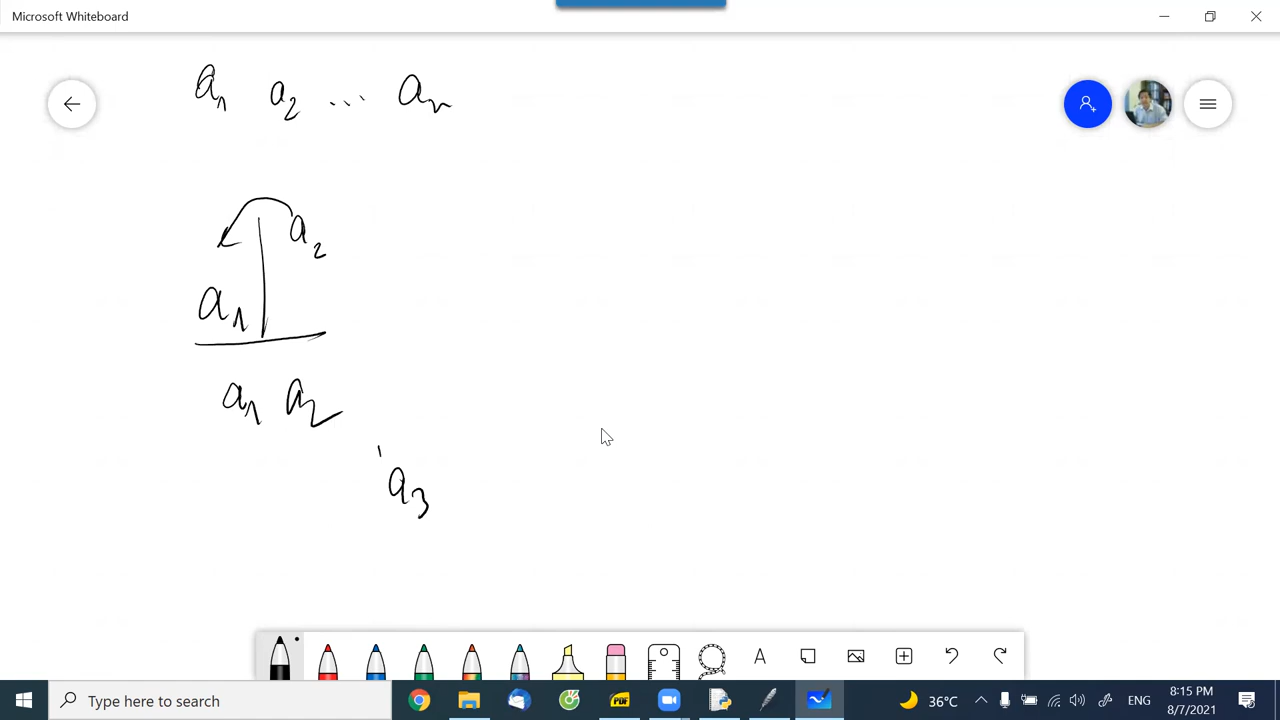 Microsoft Whiteboard
a₁ a₂ ... aₙ
a₂
a₁
a₁ a₂
a₃
A
Type here to search
36°C
ENG
8:15 PM
8/7/2021